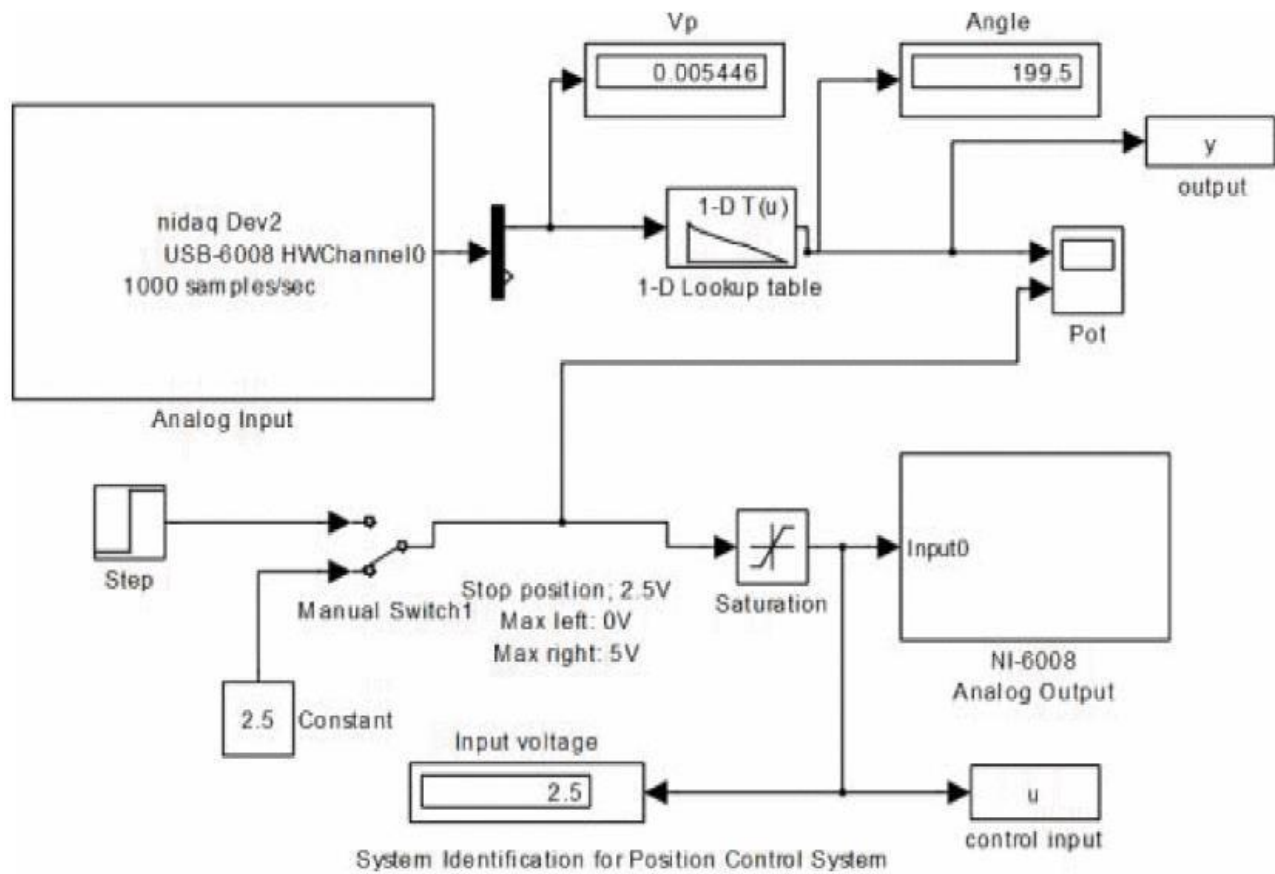 Vp
0.005446
Angle
199.5
y
output
nidaq Dev2
USB-6008 HWChannel0
1000 samples/sec
Analog Input
1-D T(u)
1-D Lookup table
Pot
Step
Manual Switch1
2.5
Constant
Stop position; 2.5V
Max left: 0V
Max right: 5V
Saturation
Input0
NI-6008
Analog Output
Input voltage
2.5
u
control input
System Identification for Position Control System